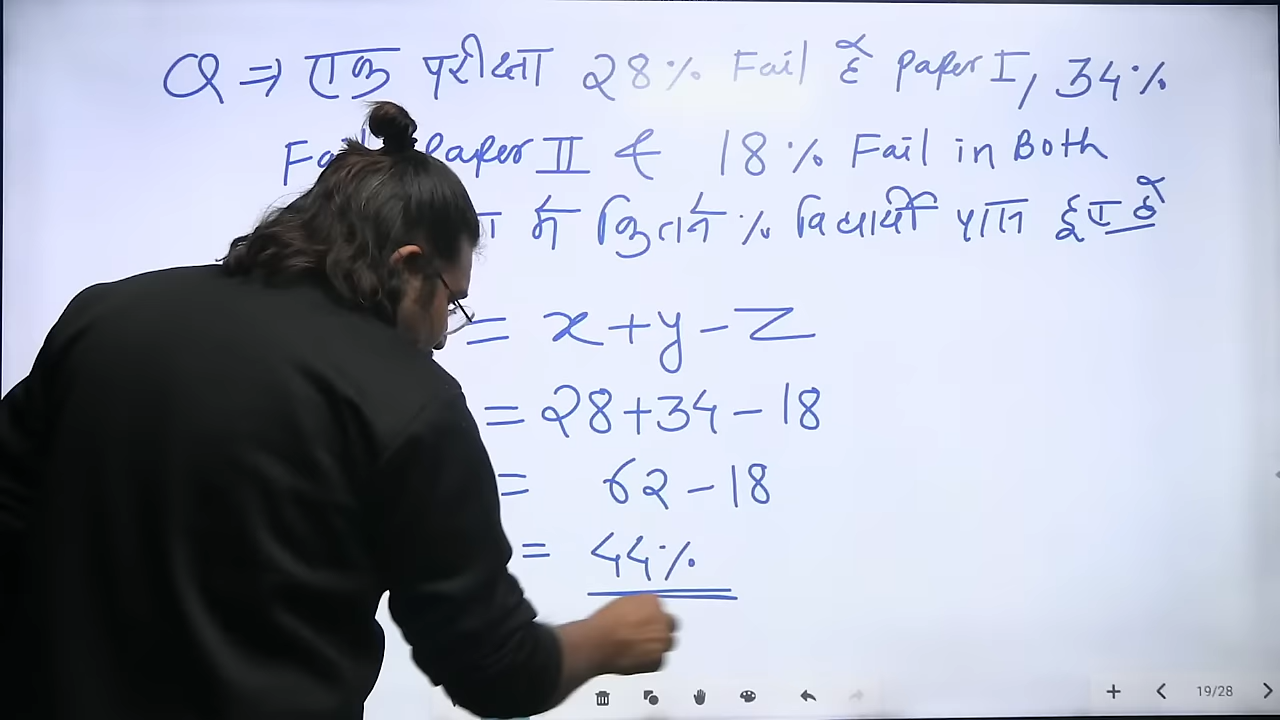 Q ⇒ एक परीक्षा 28% Fail है Paper I, 34%
Paper II & 18% Fail in Both
में कितने % विद्यार्थी पास हुए है
= x+y-z
= 28+34-18
= 62-18
= 44%
19/28